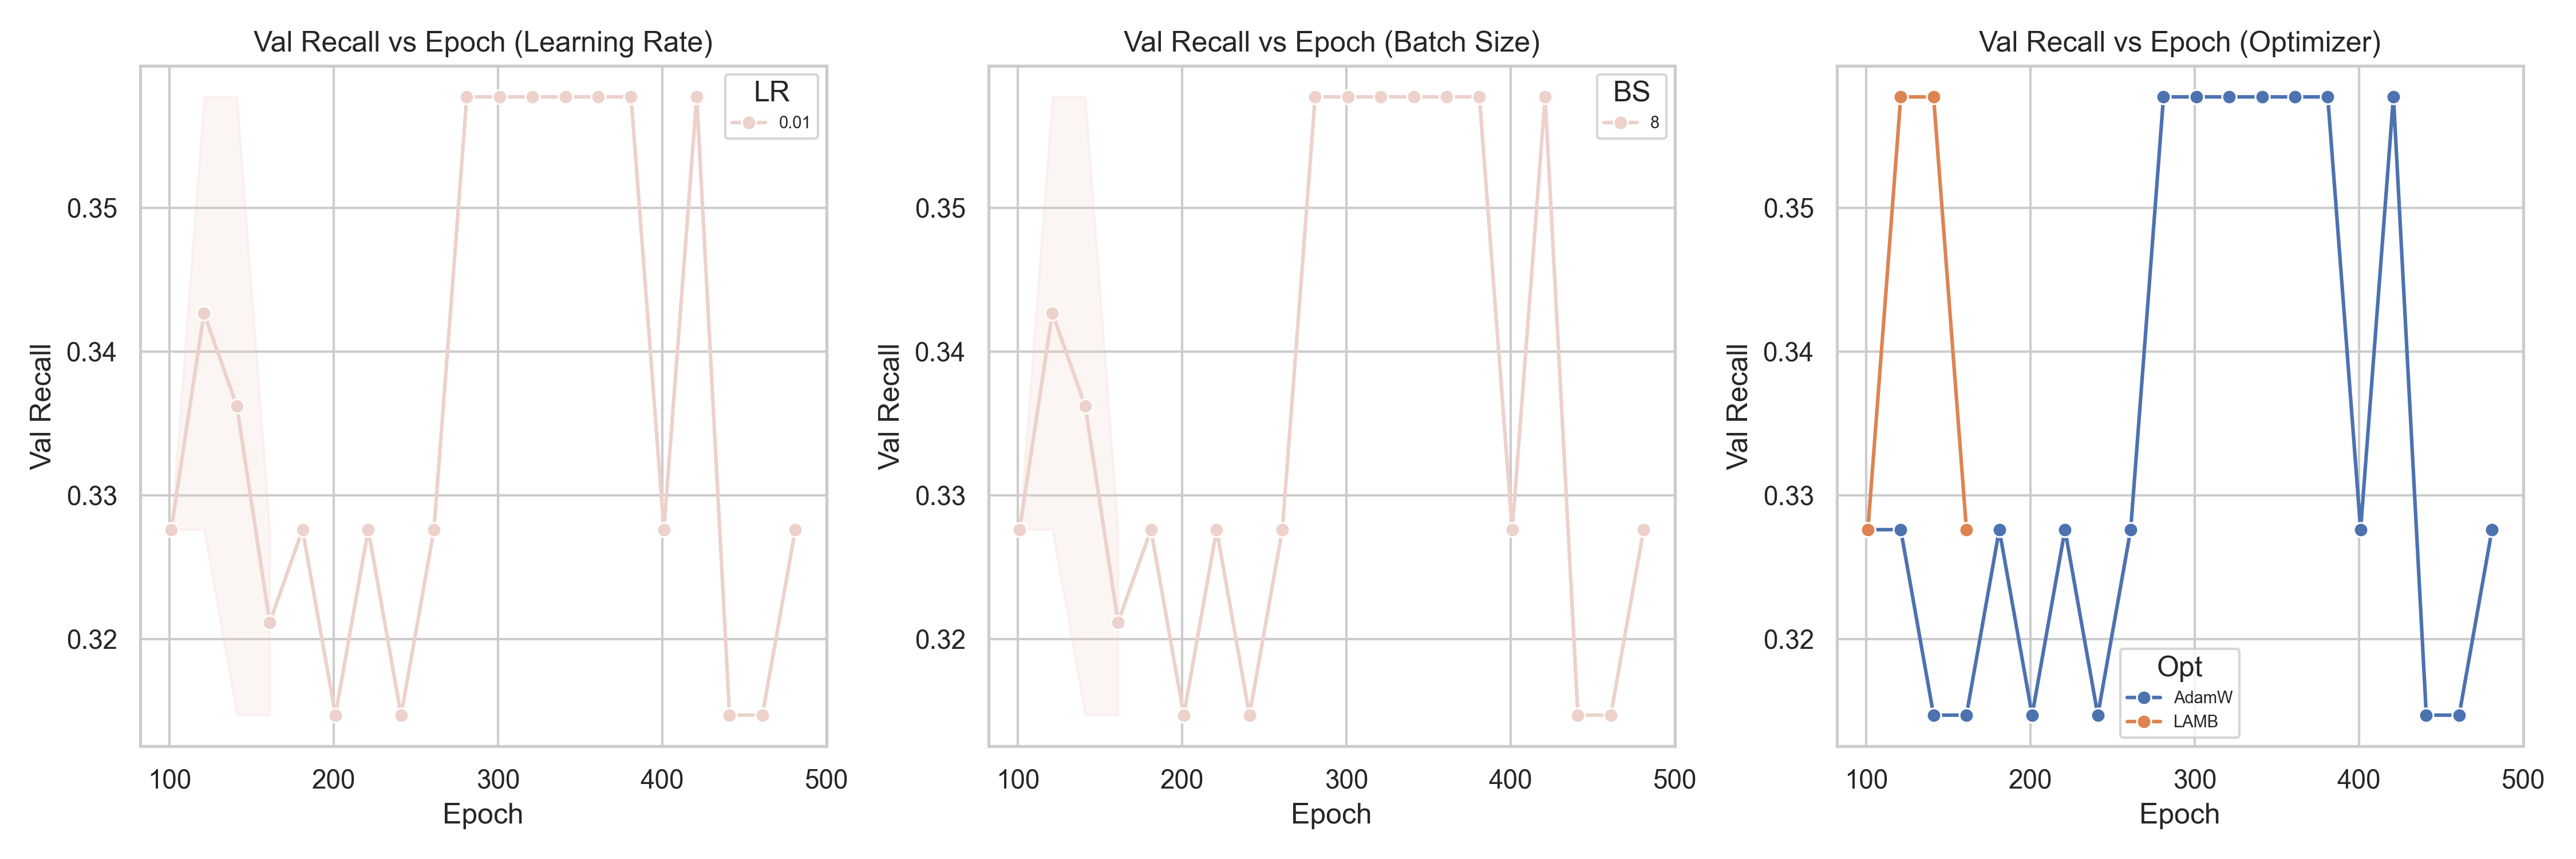 Val Recall vs Epoch (Learning Rate)
LR
0.01
0.35
0.34
0.33
0.32
Val Recall
100 200 300 400 500
Epoch
Val Recall vs Epoch (Batch Size)
BS
8
0.35
0.34
0.33
0.32
Val Recall
100 200 300 400 500
Epoch
Val Recall vs Epoch (Optimizer)
0.35
0.34
0.33
0.32
Val Recall
Opt
AdamW
LAMB
100 200 300 400 500
Epoch